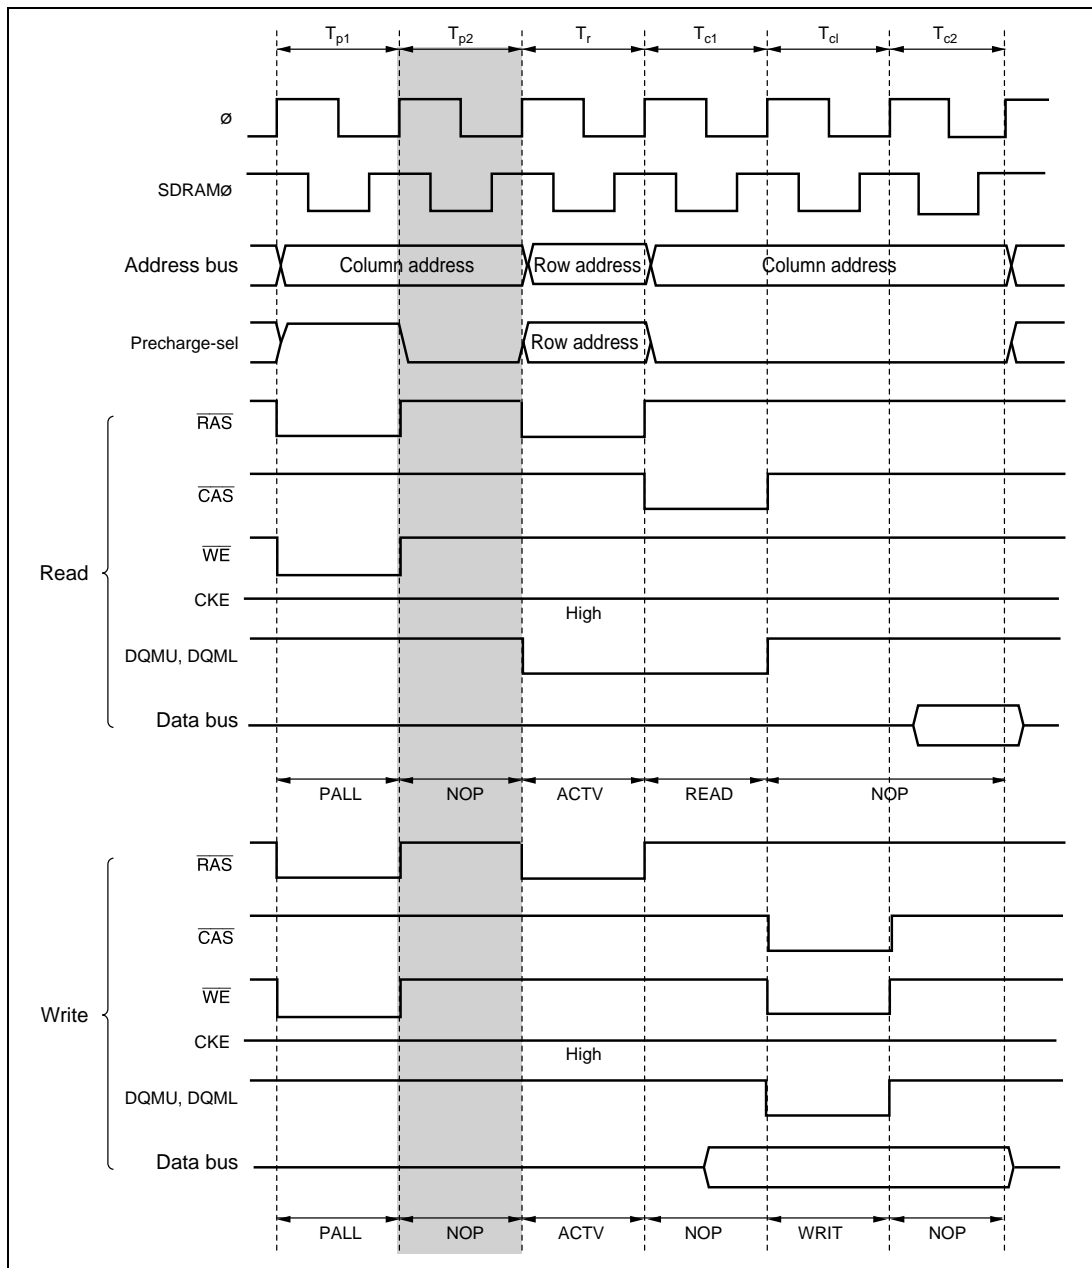 Tp1 Tp2 Tr Tc1 Tcl Tc2
ø
SDRAMø
Address bus Column address Row address Column address
Precharge-sel Row address
Read
RAS
CAS
WE
CKE High
DQMU, DQML
Data bus
PALL NOP ACTV READ NOP
Write
RAS
CAS
WE
CKE High
DQMU, DQML
Data bus
PALL NOP ACTV NOP WRIT NOP